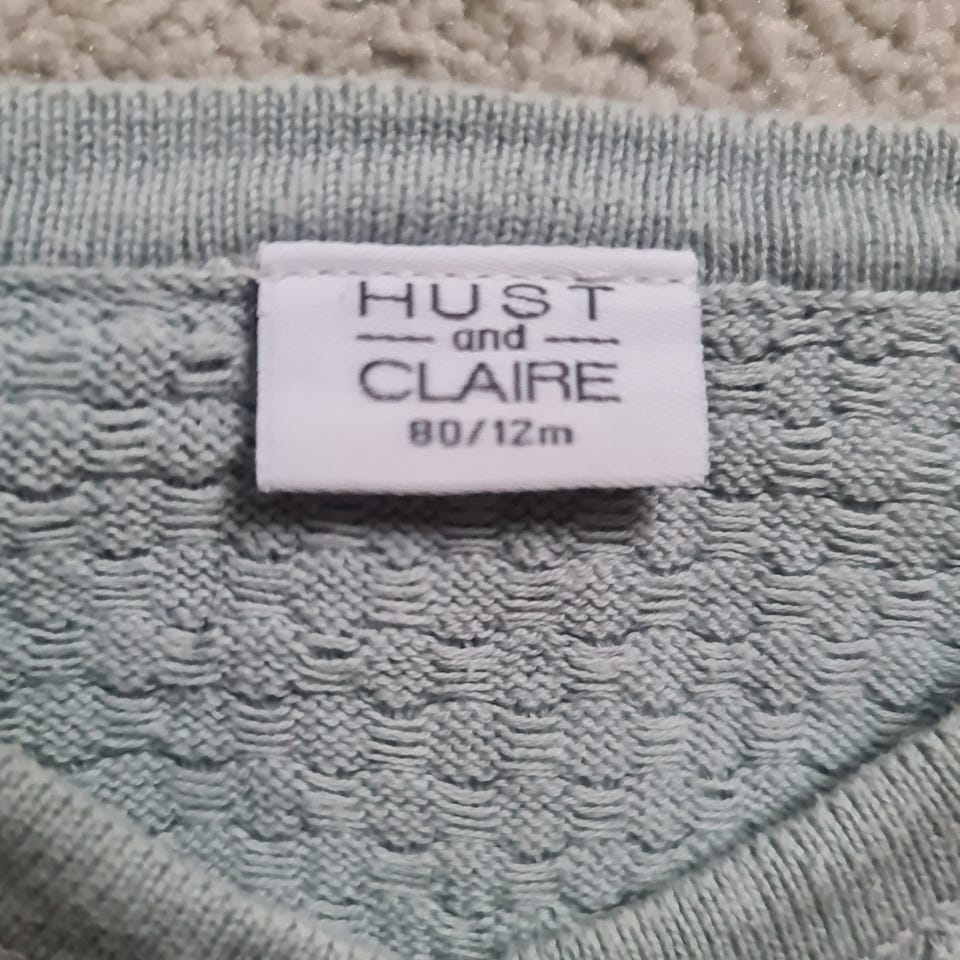 HUST
and
CLAIRE
80/12m